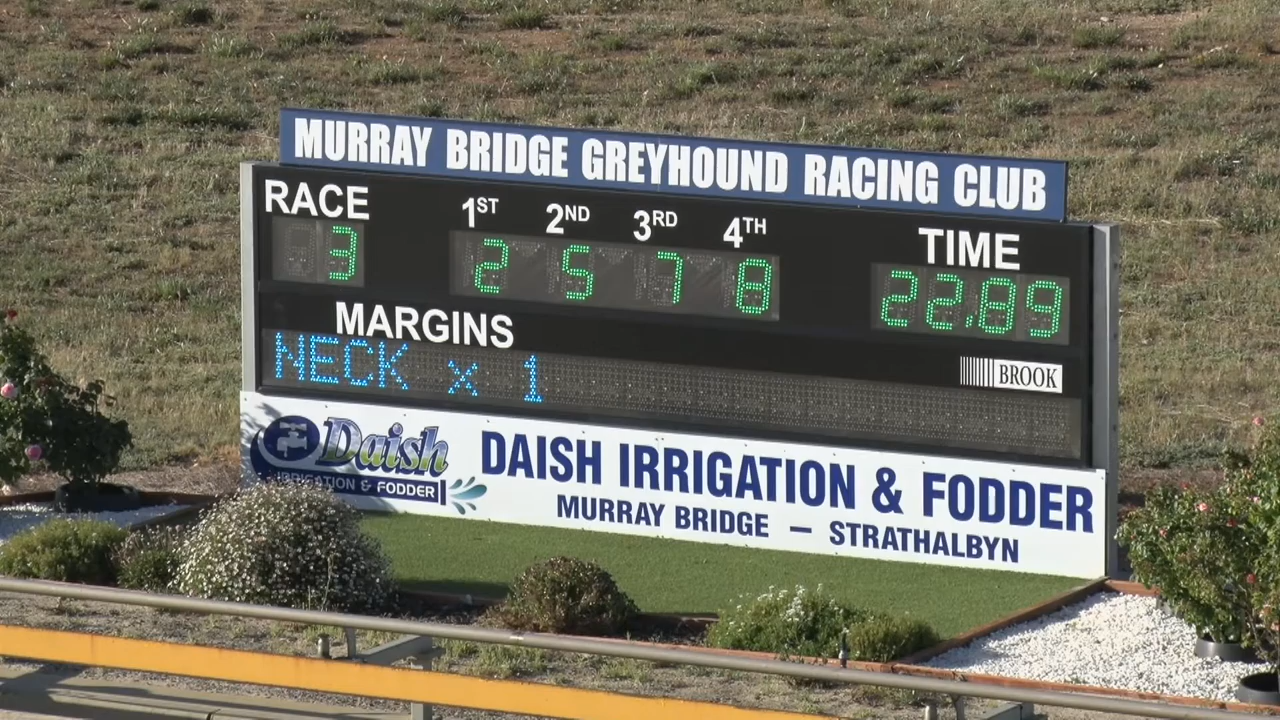 MURRAY BRIDGE GREYHOUND RACING CLUB
RACE 1ST 2ND 3RD 4TH TIME
3 2 5 7 8 22.89
MARGINS
NECK x 1
BROOK
Daish
IRRIGATION & FODDER
DAISH IRRIGATION & FODDER
MURRAY BRIDGE — STRATHALBYN